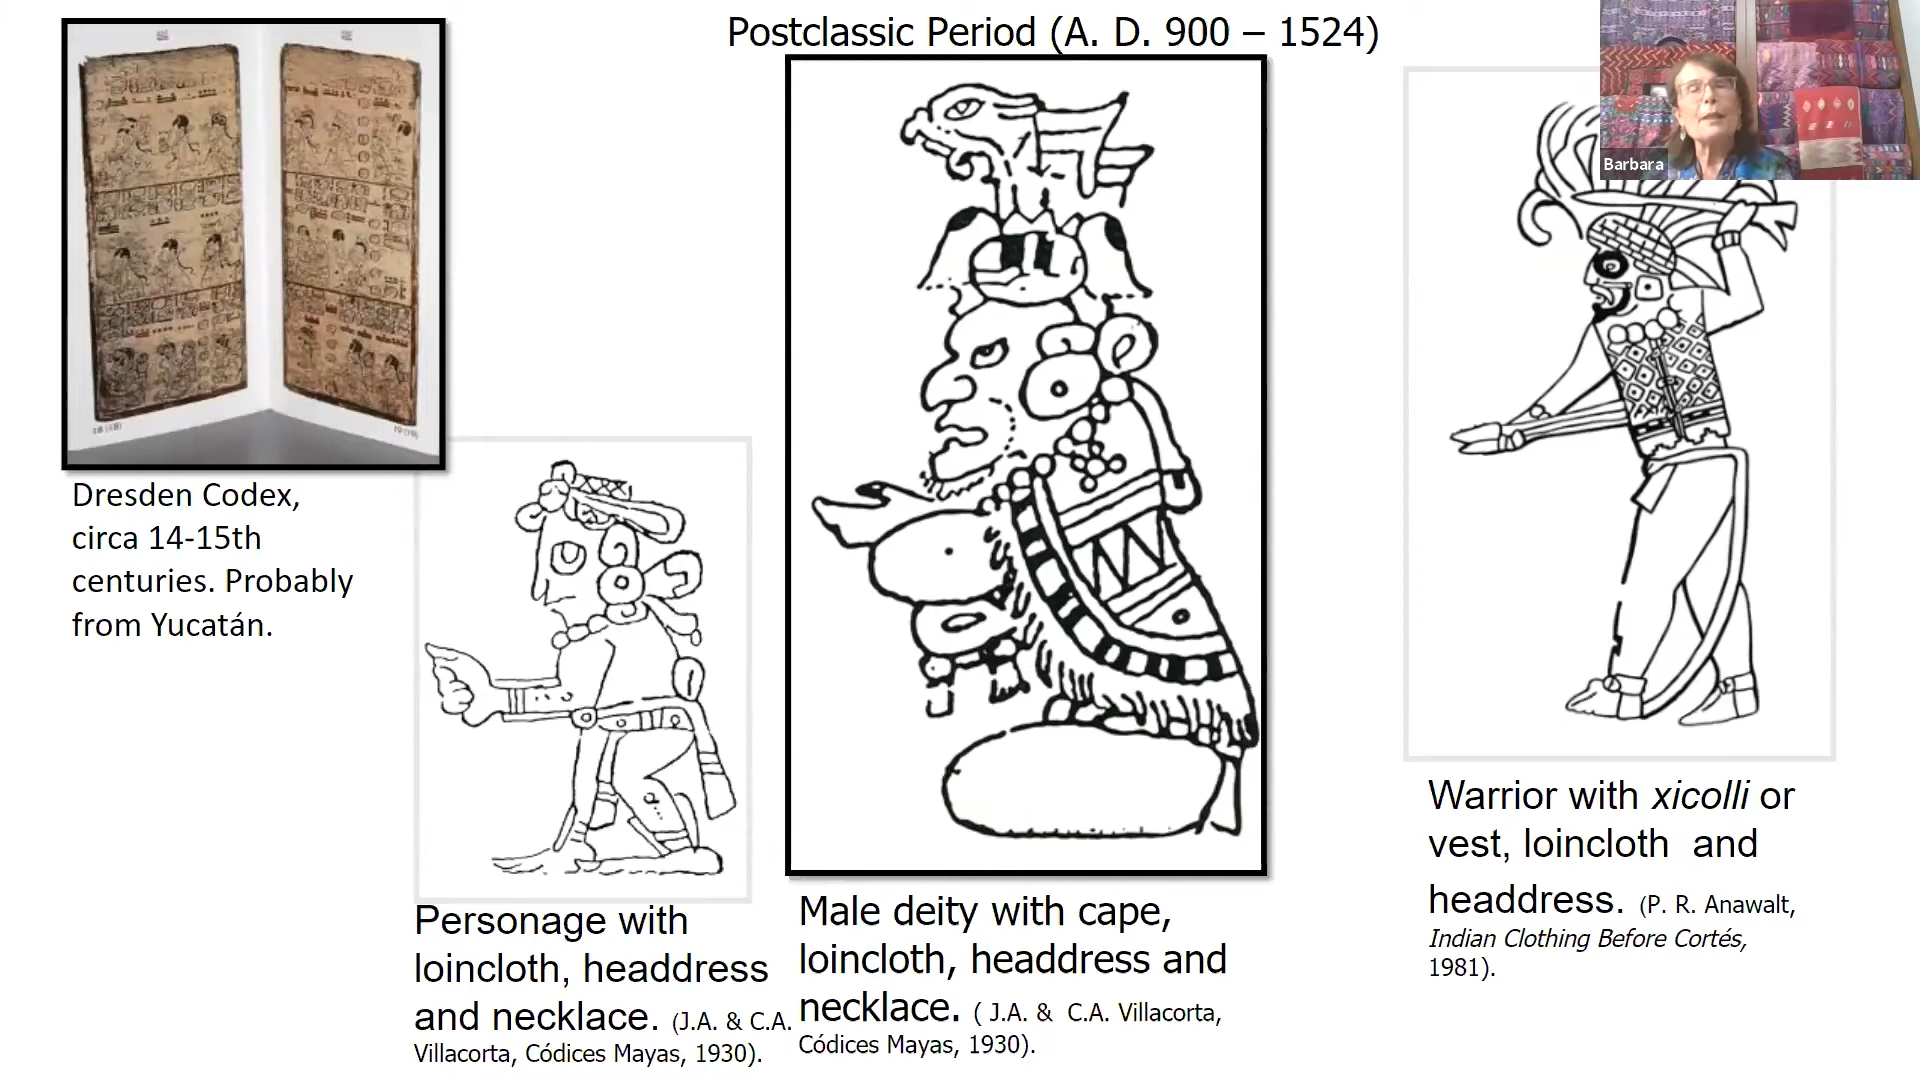 Postclassic Period (A. D. 900 – 1524)
Barbara
Dresden Codex,
circa 14-15th
centuries. Probably
from Yucatán.
Personage with
loincloth, headdress
and necklace. (J.A. & C.A.
Villacorta, Códices Mayas, 1930).
Male deity with cape,
loincloth, headdress and
necklace. ( J.A. & C.A. Villacorta,
Códices Mayas, 1930).
Warrior with xicolli or
vest, loincloth and
headdress. (P. R. Anawalt,
Indian Clothing Before Cortés,
1981).